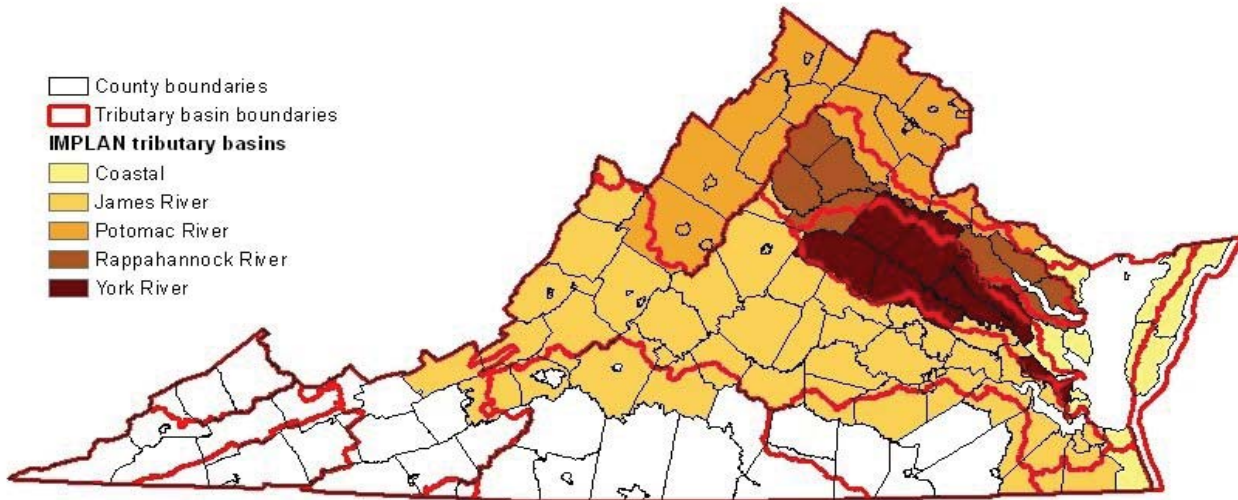 County boundaries
Tributary basin boundaries
IMPLAN tributary basins
Coastal
James River
Potomac River
Rappahannock River
York River